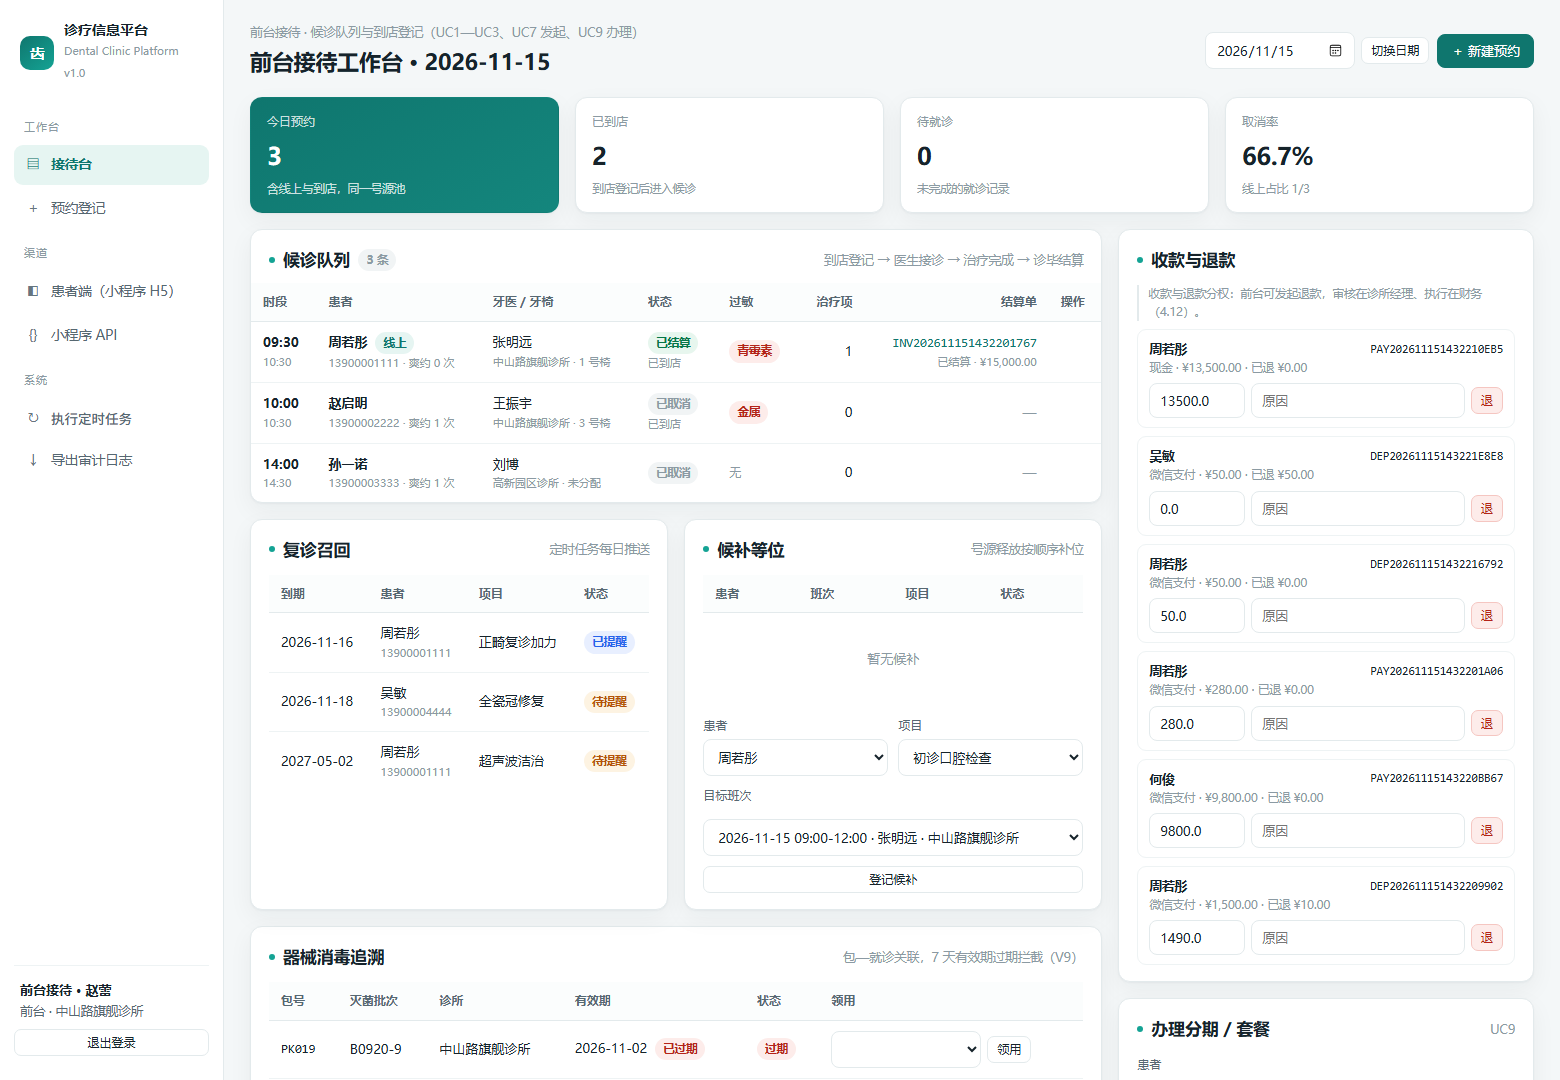 齿
诊疗信息平台
Dental Clinic Platform
v1.0
工作台
接待台
+ 预约登记
渠道
患者端（小程序 H5）
{} 小程序 API
系统
↻ 执行定时任务
↓ 导出审计日志
前台接待 • 赵蕾
前台 · 中山路旗舰诊所
退出登录
前台接待 · 候诊队列与到店登记（UC1—UC3、UC7 发起、UC9 办理）
前台接待工作台 • 2026-11-15
2026/11/15
切换日期
+ 新建预约
今日预约
3
含线上与到店，同一号源池
已到店
2
到店登记后进入候诊
待就诊
0
未完成的就诊记录
取消率
66.7%
线上占比 1/3
候诊队列 3 条
到店登记 → 医生接诊 → 治疗完成 → 诊毕结算
时段 患者 牙医 / 牙椅 状态 过敏 治疗项 结算单 操作
09:30 周若彤 线上 张明远 已结算 青霉素 1 INV202611151432201767
10:30 13900001111 · 爽约 0 次 中山路旗舰诊所 · 1 号椅 已到店 已结算 · ¥15,000.00
10:00 赵启明 王振宇 已取消 金属 0 —
10:30 13900002222 · 爽约 1 次 中山路旗舰诊所 · 3 号椅 已到店
14:00 孙一诺 刘博 已取消 无 0 —
14:30 13900003333 · 爽约 1 次 高新园区诊所 · 未分配
复诊召回
定时任务每日推送
到期 患者 项目 状态
2026-11-16 周若彤 13900001111 正畸复诊加力 已提醒
2026-11-18 吴敏 13900004444 全瓷冠修复 待提醒
2027-05-02 周若彤 13900001111 超声波洁治 待提醒
候补等位
号源释放按顺序补位
患者 班次 项目 状态
暂无候补
患者 项目
周若彤 初诊口腔检查
目标班次
2026-11-15 09:00-12:00 · 张明远 · 中山路旗舰诊所
登记候补
器械消毒追溯
包—就诊关联，7 天有效期过期拦截（V9）
包号 灭菌批次 诊所 有效期 状态 领用
PK019 B0920-9 中山路旗舰诊所 2026-11-02 已过期 过期 领用
收款与退款
收款与退款分权：前台可发起退款，审核在诊所经理、执行在财务
（4.12）。
周若彤 PAY202611151432210EB5
现金 · ¥13,500.00 · 已退 ¥0.00
13500.0 原因 退
吴敏 DEP202611151432 21E8E8
微信支付 · ¥50.00 · 已退 ¥50.00
0.0 原因 退
周若彤 DEP202611151432216792
微信支付 · ¥50.00 · 已退 ¥0.00
50.0 原因 退
周若彤 PAY202611151432201A06
微信支付 · ¥280.00 · 已退 ¥0.00
280.0 原因 退
何俊 PAY20261115143220BB67
微信支付 · ¥9,800.00 · 已退 ¥0.00
9800.0 原因 退
周若彤 DEP202611151432209902
微信支付 · ¥1,500.00 · 已退 ¥10.00
1490.0 原因 退
办理分期 / 套餐
UC9
患者